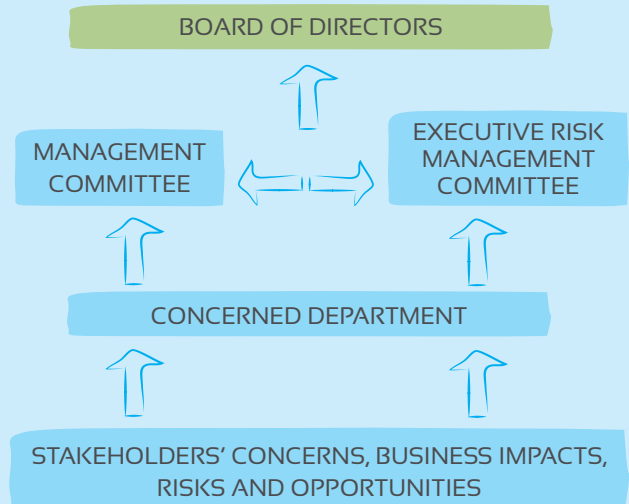 BOARD OF DIRECTORS
MANAGEMENT
COMMITTEE
EXECUTIVE RISK
MANAGEMENT
COMMITTEE
CONCERNED DEPARTMENT
STAKEHOLDERS’ CONCERNS, BUSINESS IMPACTS,
RISKS AND OPPORTUNITIES